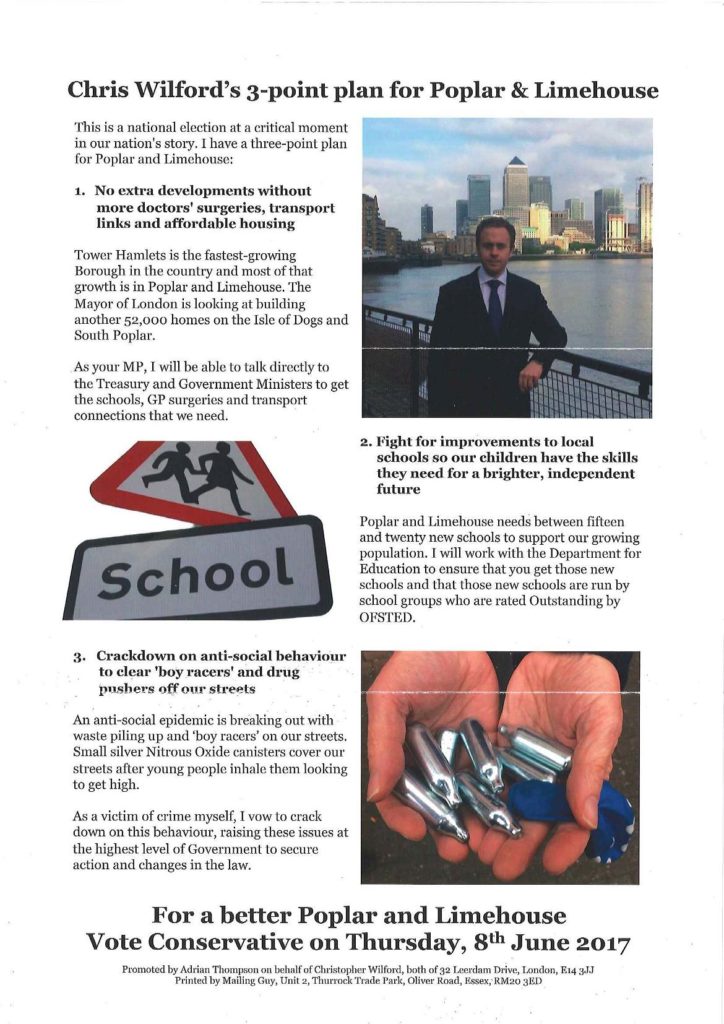 Chris Wilford's 3-point plan for Poplar & Limehouse
This is a national election at a critical moment
in our nation's story. I have a three-point plan
for Poplar and Limehouse:
1. No extra developments without
more doctors' surgeries, transport
links and affordable housing
Tower Hamlets is the fastest-growing
Borough in the country and most of that
growth is in Poplar and Limehouse. The
Mayor of London is looking at building
another 52,000 homes on the Isle of Dogs and
South Poplar.
As your MP, I will be able to talk directly to
the Treasury and Government Ministers to get
the schools, GP surgeries and transport
connections that we need.
School
2. Fight for improvements to local
schools so our children have the skills
they need for a brighter, independent
future
Poplar and Limehouse needs between fifteen
and twenty new schools to support our growing
population. I will work with the Department for
Education to ensure that you get those new
schools and that those new schools are run by
school groups who are rated Outstanding by
OFSTED.
3. Crackdown on anti-social behaviour
to clear 'boy racers' and drug
pushers off our streets
An anti-social epidemic is breaking out with
waste piling up and 'boy racers' on our streets.
Small silver Nitrous Oxide canisters cover our
streets after young people inhale them looking
to get high.
As a victim of crime myself, I vow to crack
down on this behaviour, raising these issues at
the highest level of Government to secure
action and changes in the law.
For a better Poplar and Limehouse
Vote Conservative on Thursday, 8th June 2017
Promoted by Adrian Thompson on behalf of Christopher Wilford, both of 32 Leerdam Drive, London, E14 3JJ
Printed by Mailing Guy, Unit 2, Thurrock Trade Park, Oliver Road, Essex, RM20 3ED